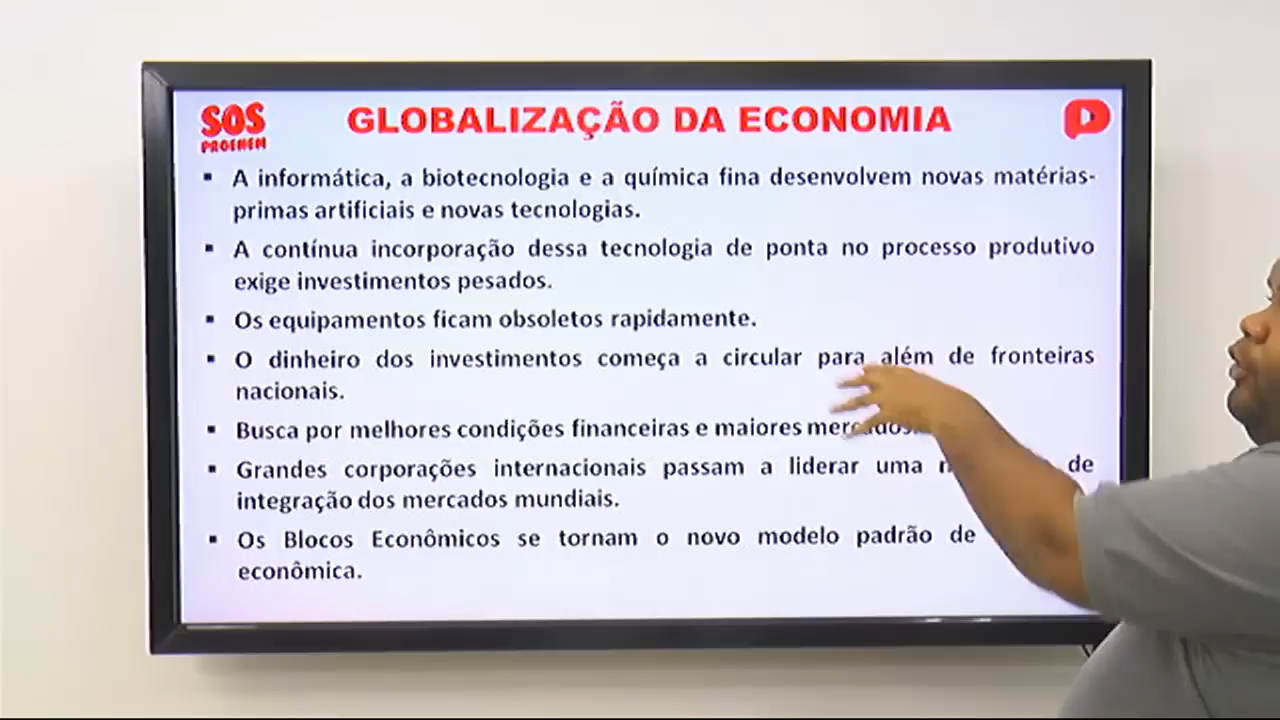 SOS
PROENEM
GLOBALIZAÇÃO DA ECONOMIA
▪ A informática, a biotecnologia e a química fina desenvolvem novas matérias-
primas artificiais e novas tecnologias.
▪ A contínua incorporação dessa tecnologia de ponta no processo produtivo
exige investimentos pesados.
▪ Os equipamentos ficam obsoletos rapidamente.
▪ O dinheiro dos investimentos começa a circular para além de fronteiras
nacionais.
▪ Busca por melhores condições financeiras e maiores mercados.
▪ Grandes corporações internacionais passam a liderar uma de
integração dos mercados mundiais.
▪ Os Blocos Econômicos se tornam o novo modelo padrão de
econômica.